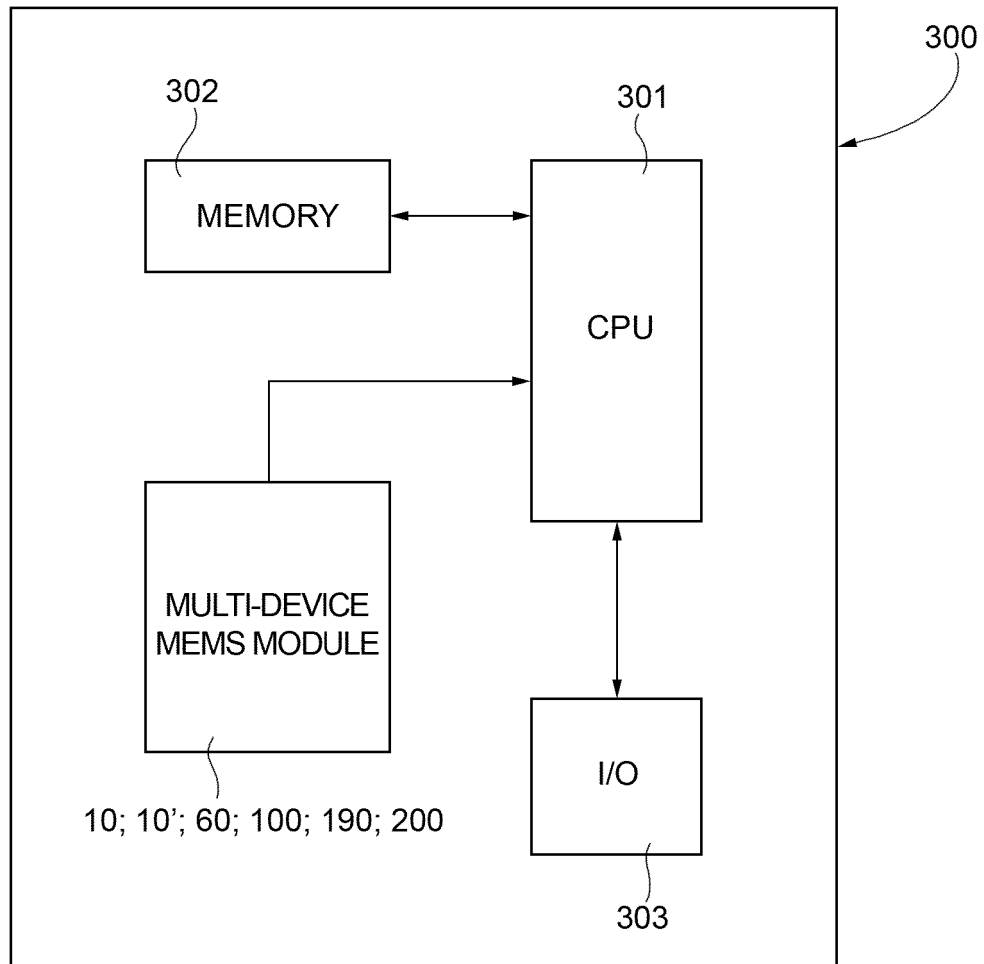 300
302
301
MEMORY
CPU
MULTI-DEVICE
MEMS MODULE
I/O
10; 10’; 60; 100; 190; 200
303